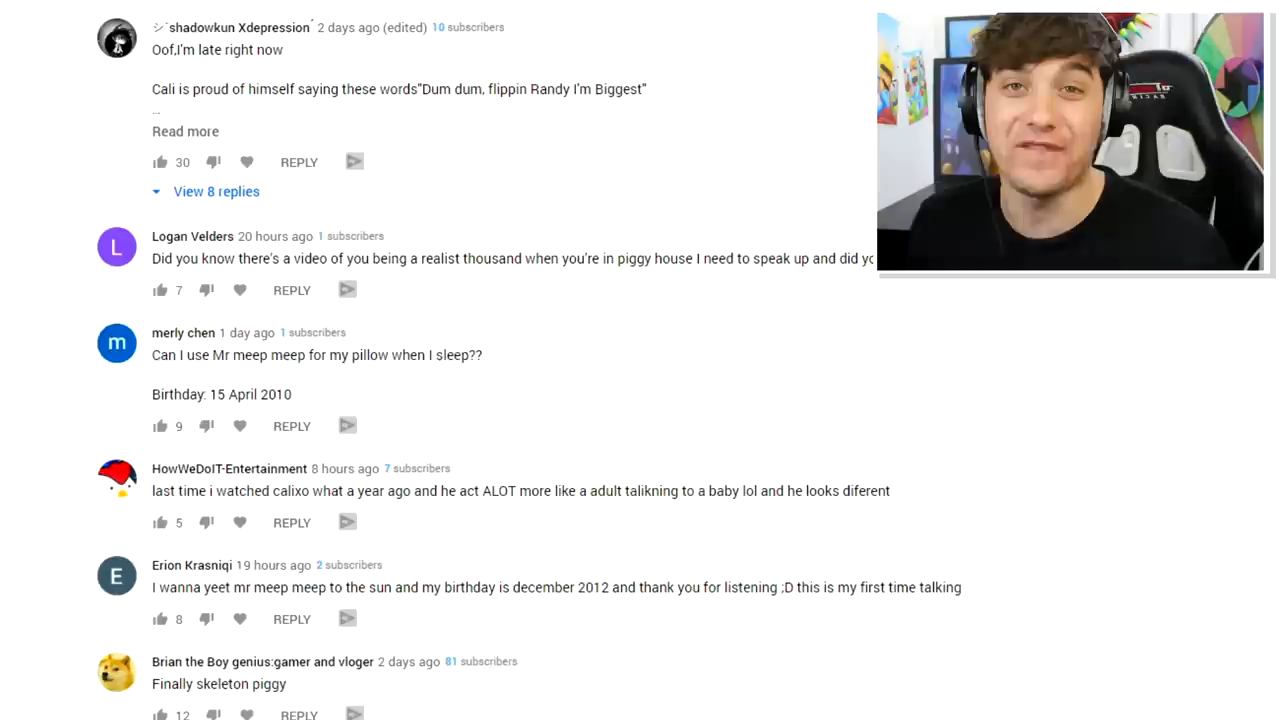 シ´shadowkun Xdepression ́ 2 days ago (edited) 10 subscribers
Oof,I'm late right now
Cali is proud of himself saying these words"Dum dum, flippin Randy I'm Biggest"
...
Read more
30 REPLY
View 8 replies
L
Logan Velders 20 hours ago 1 subscribers
Did you know there's a video of you being a realist thousand when you're in piggy house I need to speak up and did
7 REPLY
m
merly chen 1 day ago 1 subscribers
Can I use Mr meep meep for my pillow when I sleep??
Birthday: 15 April 2010
9 REPLY
HowWeDoIT-Entertainment 8 hours ago 7 subscribers
last time i watched calixo what a year ago and he act ALOT more like a adult talikning to a baby lol and he looks diferent
5 REPLY
E
Erion Krasniqi 19 hours ago 2 subscribers
I wanna yeet mr meep meep to the sun and my birthday is december 2012 and thank you for listening ;D this is my first time talking
8 REPLY
Brian the Boy genius:gamer and vloger 2 days ago 81 subscribers
Finally skeleton piggy
12 REPLY